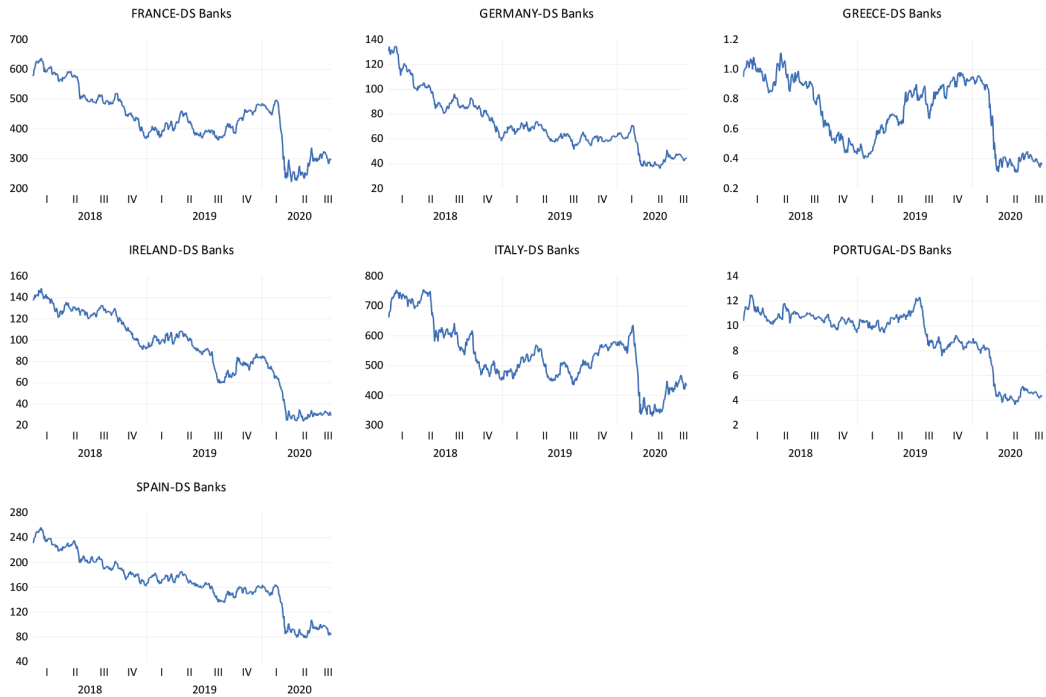 FRANCE-DS Banks
700
600
500
400
300
200
I II III IV I II III IV I II III
2018 2019 2020
GERMANY-DS Banks
140
120
100
80
60
40
20
I II III IV I II III IV I II III
2018 2019 2020
GREECE-DS Banks
1.2
1.0
0.8
0.6
0.4
0.2
I II III IV I II III IV I II III
2018 2019 2020
IRELAND-DS Banks
160
140
120
100
80
60
40
20
I II III IV I II III IV I II III
2018 2019 2020
ITALY-DS Banks
800
700
600
500
400
300
I II III IV I II III IV I II III
2018 2019 2020
PORTUGAL-DS Banks
14
12
10
8
6
4
2
I II III IV I II III IV I II III
2018 2019 2020
SPAIN-DS Banks
280
240
200
160
120
80
40
I II III IV I II III IV I II III
2018 2019 2020